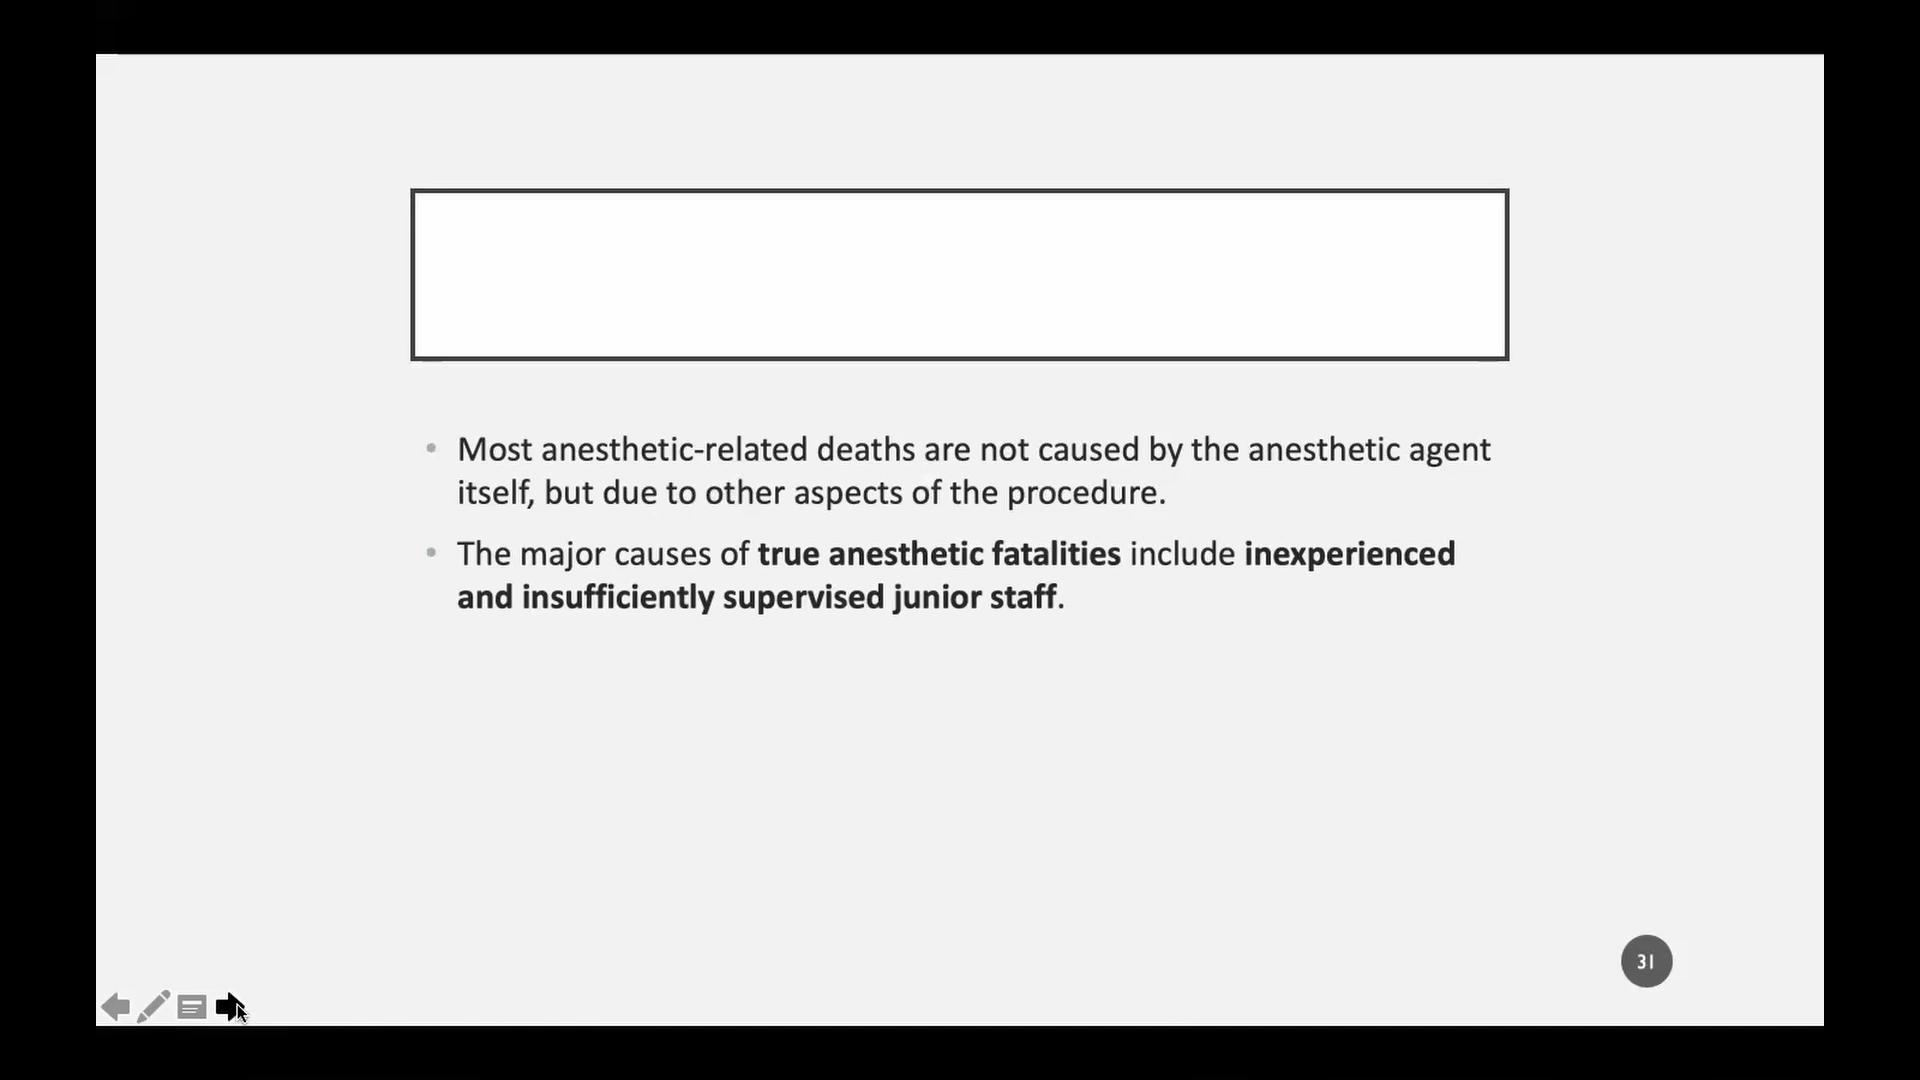 • Most anesthetic-related deaths are not caused by the anesthetic agent
itself, but due to other aspects of the procedure.
• The major causes of true anesthetic fatalities include inexperienced
and insufficiently supervised junior staff.
31